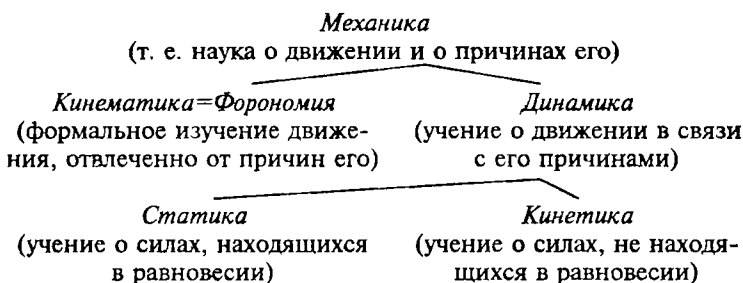 Механика
(т. е. наука о движении и о причинах его)
Кинематика=Форономия
(формальное изучение движе-
ния, отвлеченно от причин его)
Динамика
(учение о движении в связи
с его причинами)
Статика
(учение о силах, находящихся
в равновесии)
Кинетика
(учение о силах, не находя-
щихся в равновесии)